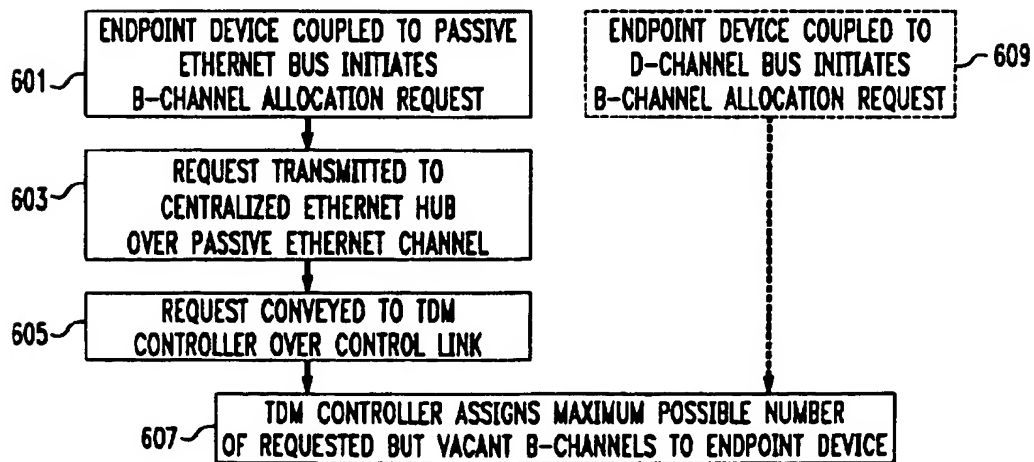 601
ENDPOINT DEVICE COUPLED TO PASSIVE
ETHERNET BUS INITIATES
B-CHANNEL ALLOCATION REQUEST
ENDPOINT DEVICE COUPLED TO
D-CHANNEL BUS INITIATES
B-CHANNEL ALLOCATION REQUEST
609
603
REQUEST TRANSMITTED TO
CENTRALIZED ETHERNET HUB
OVER PASSIVE ETHERNET CHANNEL
605
REQUEST CONVEYED TO TDM
CONTROLLER OVER CONTROL LINK
607
TDM CONTROLLER ASSIGNS MAXIMUM POSSIBLE NUMBER
OF REQUESTED BUT VACANT B-CHANNELS TO ENDPOINT DEVICE